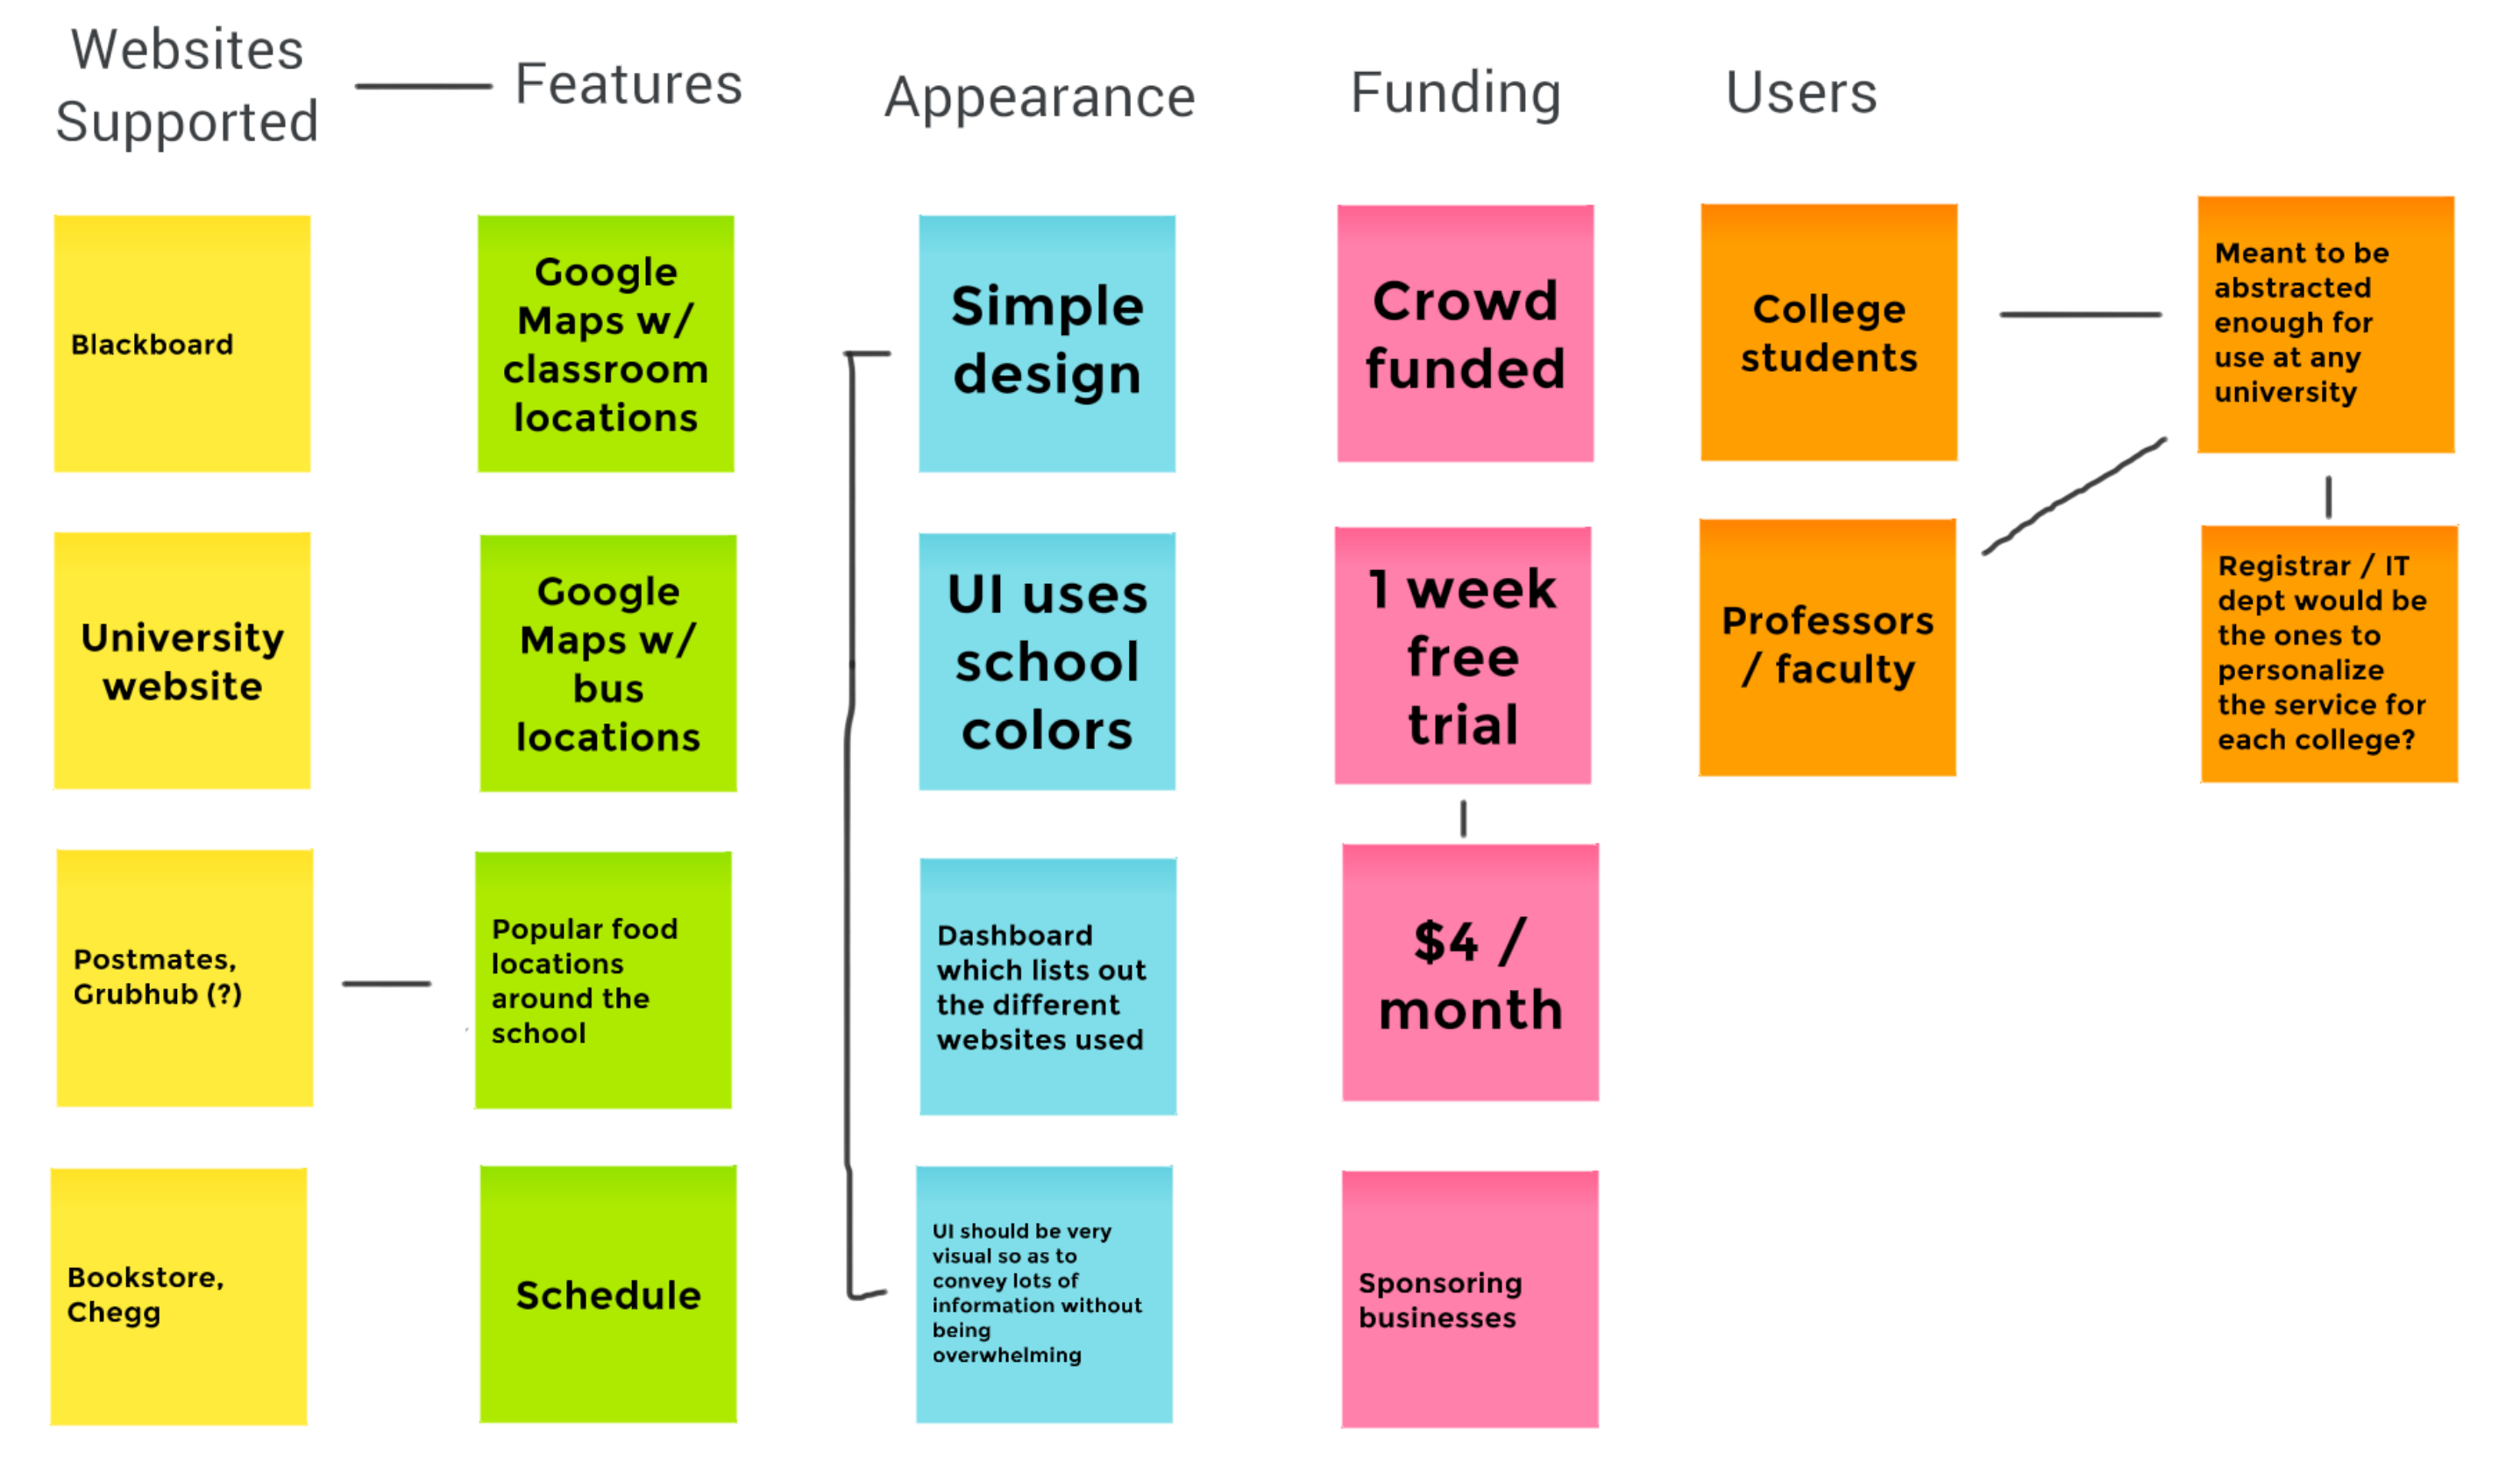 Websites
Supported
Features
Appearance
Funding
Users
Blackboard
University
website
Postmates,
Grubhub (?)
Bookstore,
Chegg
Google
Maps w/
classroom
locations
Google
Maps w/
bus
locations
Popular food
locations
around the
school
Schedule
Simple
design
UI uses
school
colors
Dashboard
which lists out
the different
websites used
UI should be very
visual so as to
convey lots of
information without
being
overwhelming
Crowd
funded
1 week
free
trial
$4 /
month
Sponsoring
businesses
College
students
Professors
/ faculty
Meant to be
abstracted
enough for
use at any
university
Registrar / IT
dept would be
the ones to
personalize
the service for
each college?